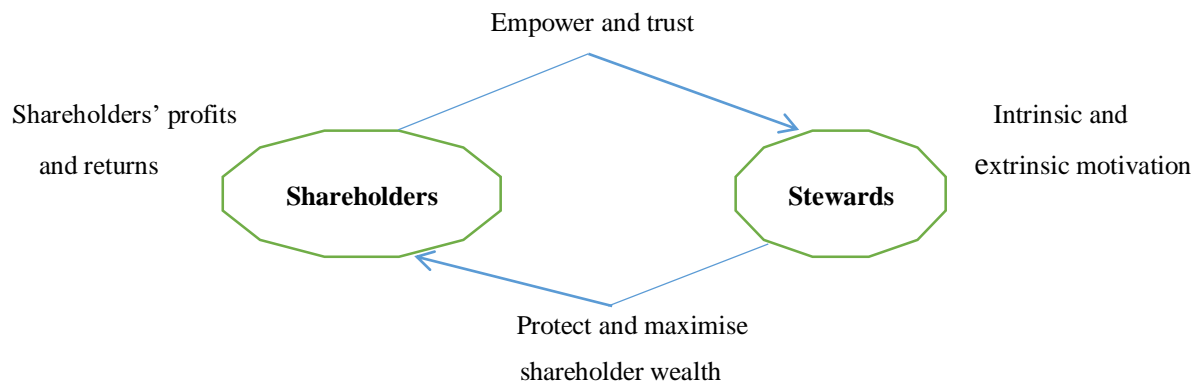 Empower and trust
Shareholders’ profits
and returns
Intrinsic and
extrinsic motivation
Shareholders
Stewards
Protect and maximise
shareholder wealth